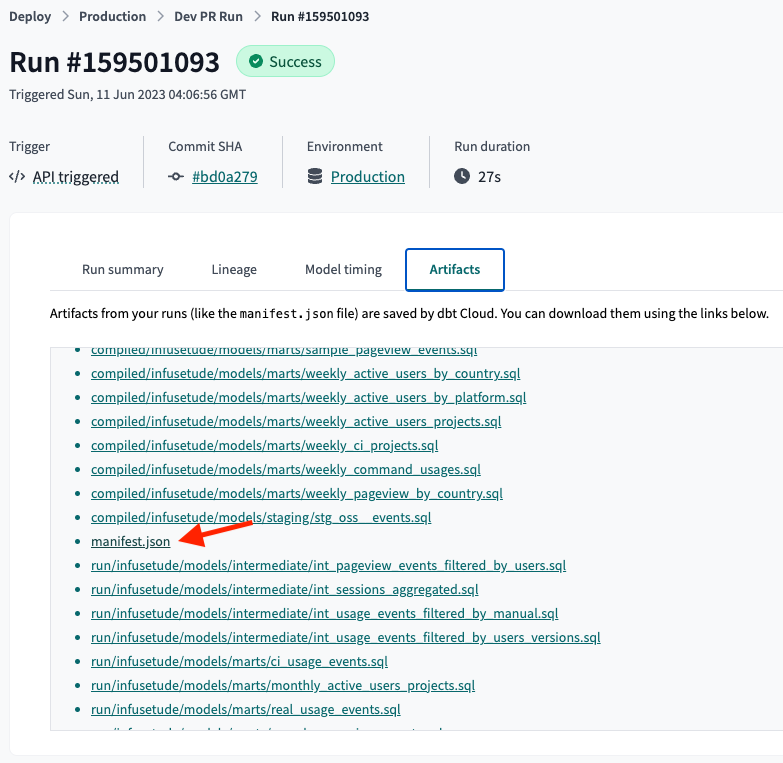 Deploy > Production > Dev PR Run > Run #159501093
Run #159501093 Success
Triggered Sun, 11 Jun 2023 04:06:56 GMT
Trigger Commit SHA Environment Run duration
</> API triggered #bd0a279 Production 27s
Run summary Lineage Model timing Artifacts
Artifacts from your runs (like the manifest.json file) are saved by dbt Cloud. You can download them using the links below.
compiled/infusetude/models/marts/sample_pageview_events.sql
compiled/infusetude/models/marts/weekly_active_users_by_country.sql
compiled/infusetude/models/marts/weekly_active_users_by_platform.sql
compiled/infusetude/models/marts/weekly_active_users_projects.sql
compiled/infusetude/models/marts/weekly_ci_projects.sql
compiled/infusetude/models/marts/weekly_command_usages.sql
compiled/infusetude/models/marts/weekly_pageview_by_country.sql
compiled/infusetude/models/staging/stg_oss__events.sql
manifest.json
run/infusetude/models/intermediate/int_pageview_events_filtered_by_users.sql
run/infusetude/models/intermediate/int_sessions_aggregated.sql
run/infusetude/models/intermediate/int_usage_events_filtered_by_manual.sql
run/infusetude/models/intermediate/int_usage_events_filtered_by_users_versions.sql
run/infusetude/models/marts/ci_usage_events.sql
run/infusetude/models/marts/monthly_active_users_projects.sql
run/infusetude/models/marts/real_usage_events.sql